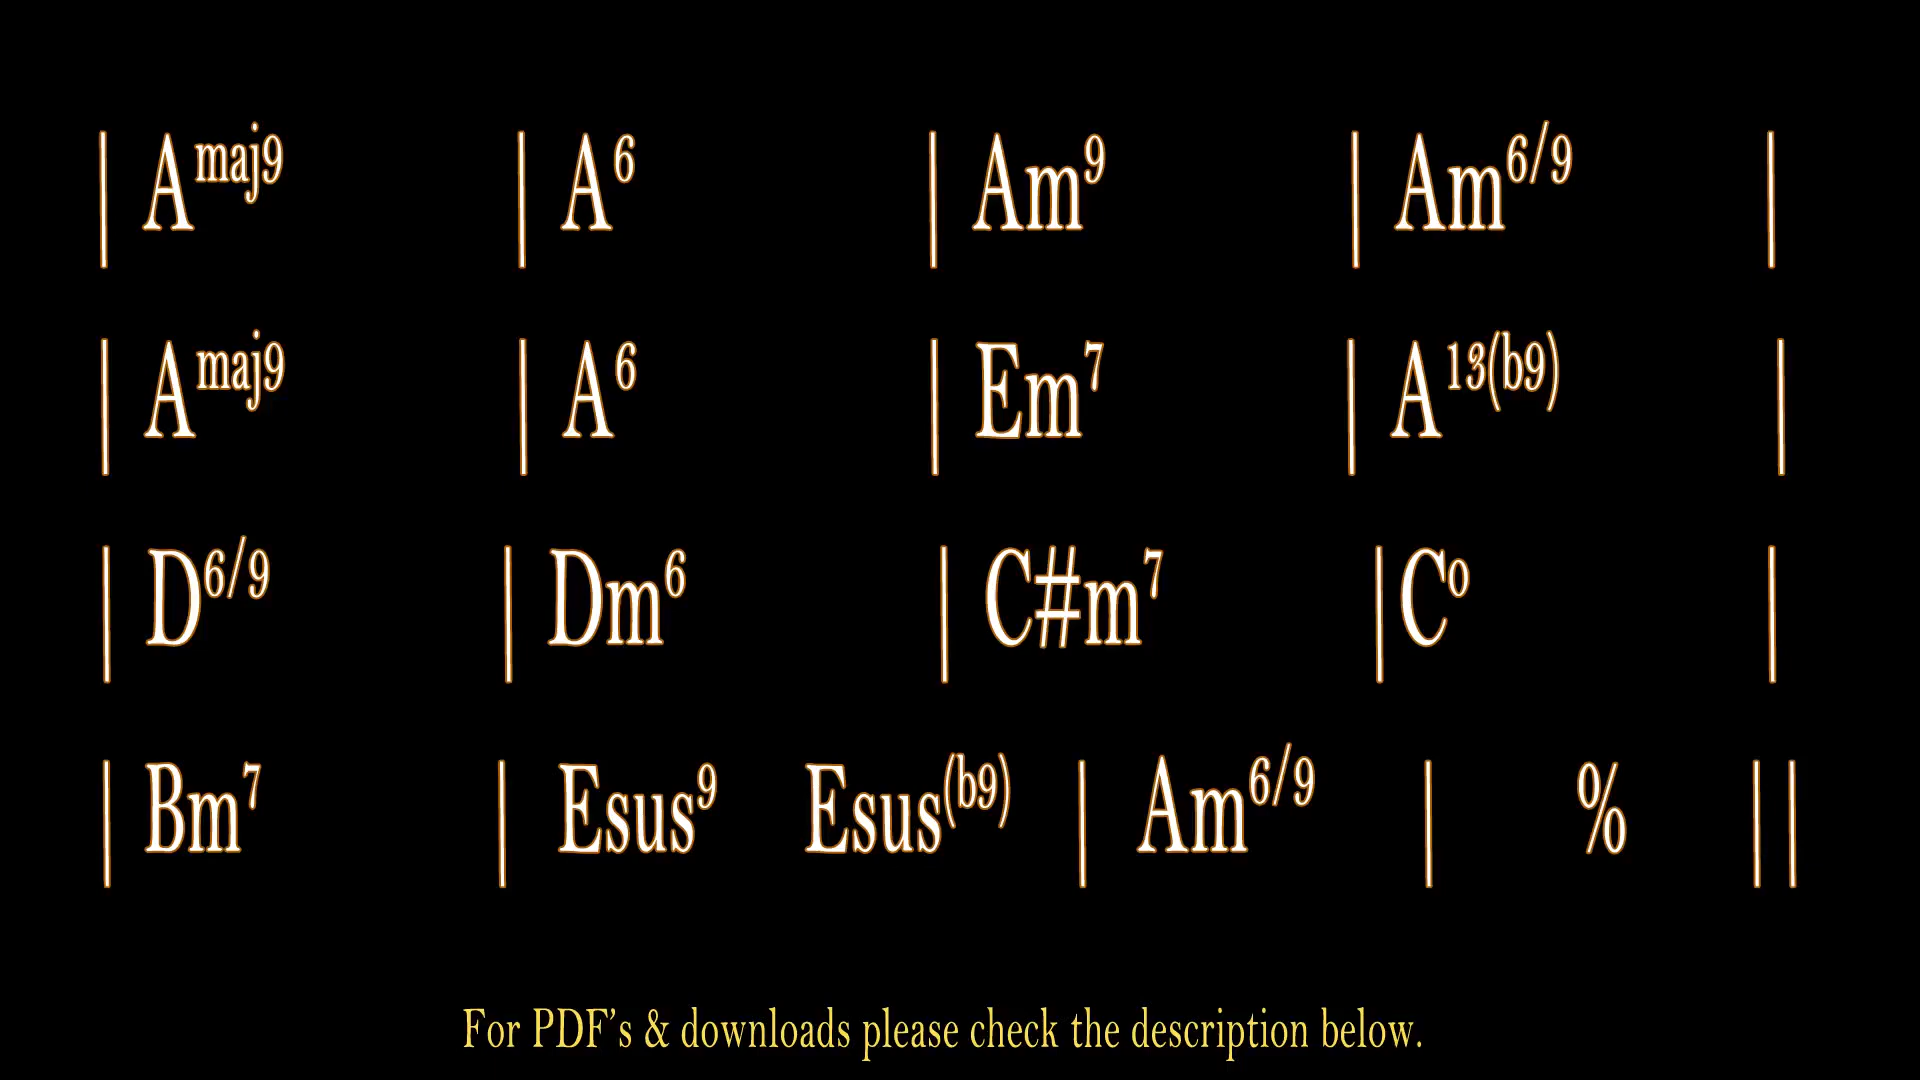 | Amaj9 | A6 | Am9 | Am6/9 |
| Amaj9 | A6 | Em7 | A13(b9) |
| D6/9 | Dm6 | C#m7 | Co |
| Bm7 | Esus9 Esus(b9) | Am6/9 | % ||
For PDF's & downloads please check the description below.